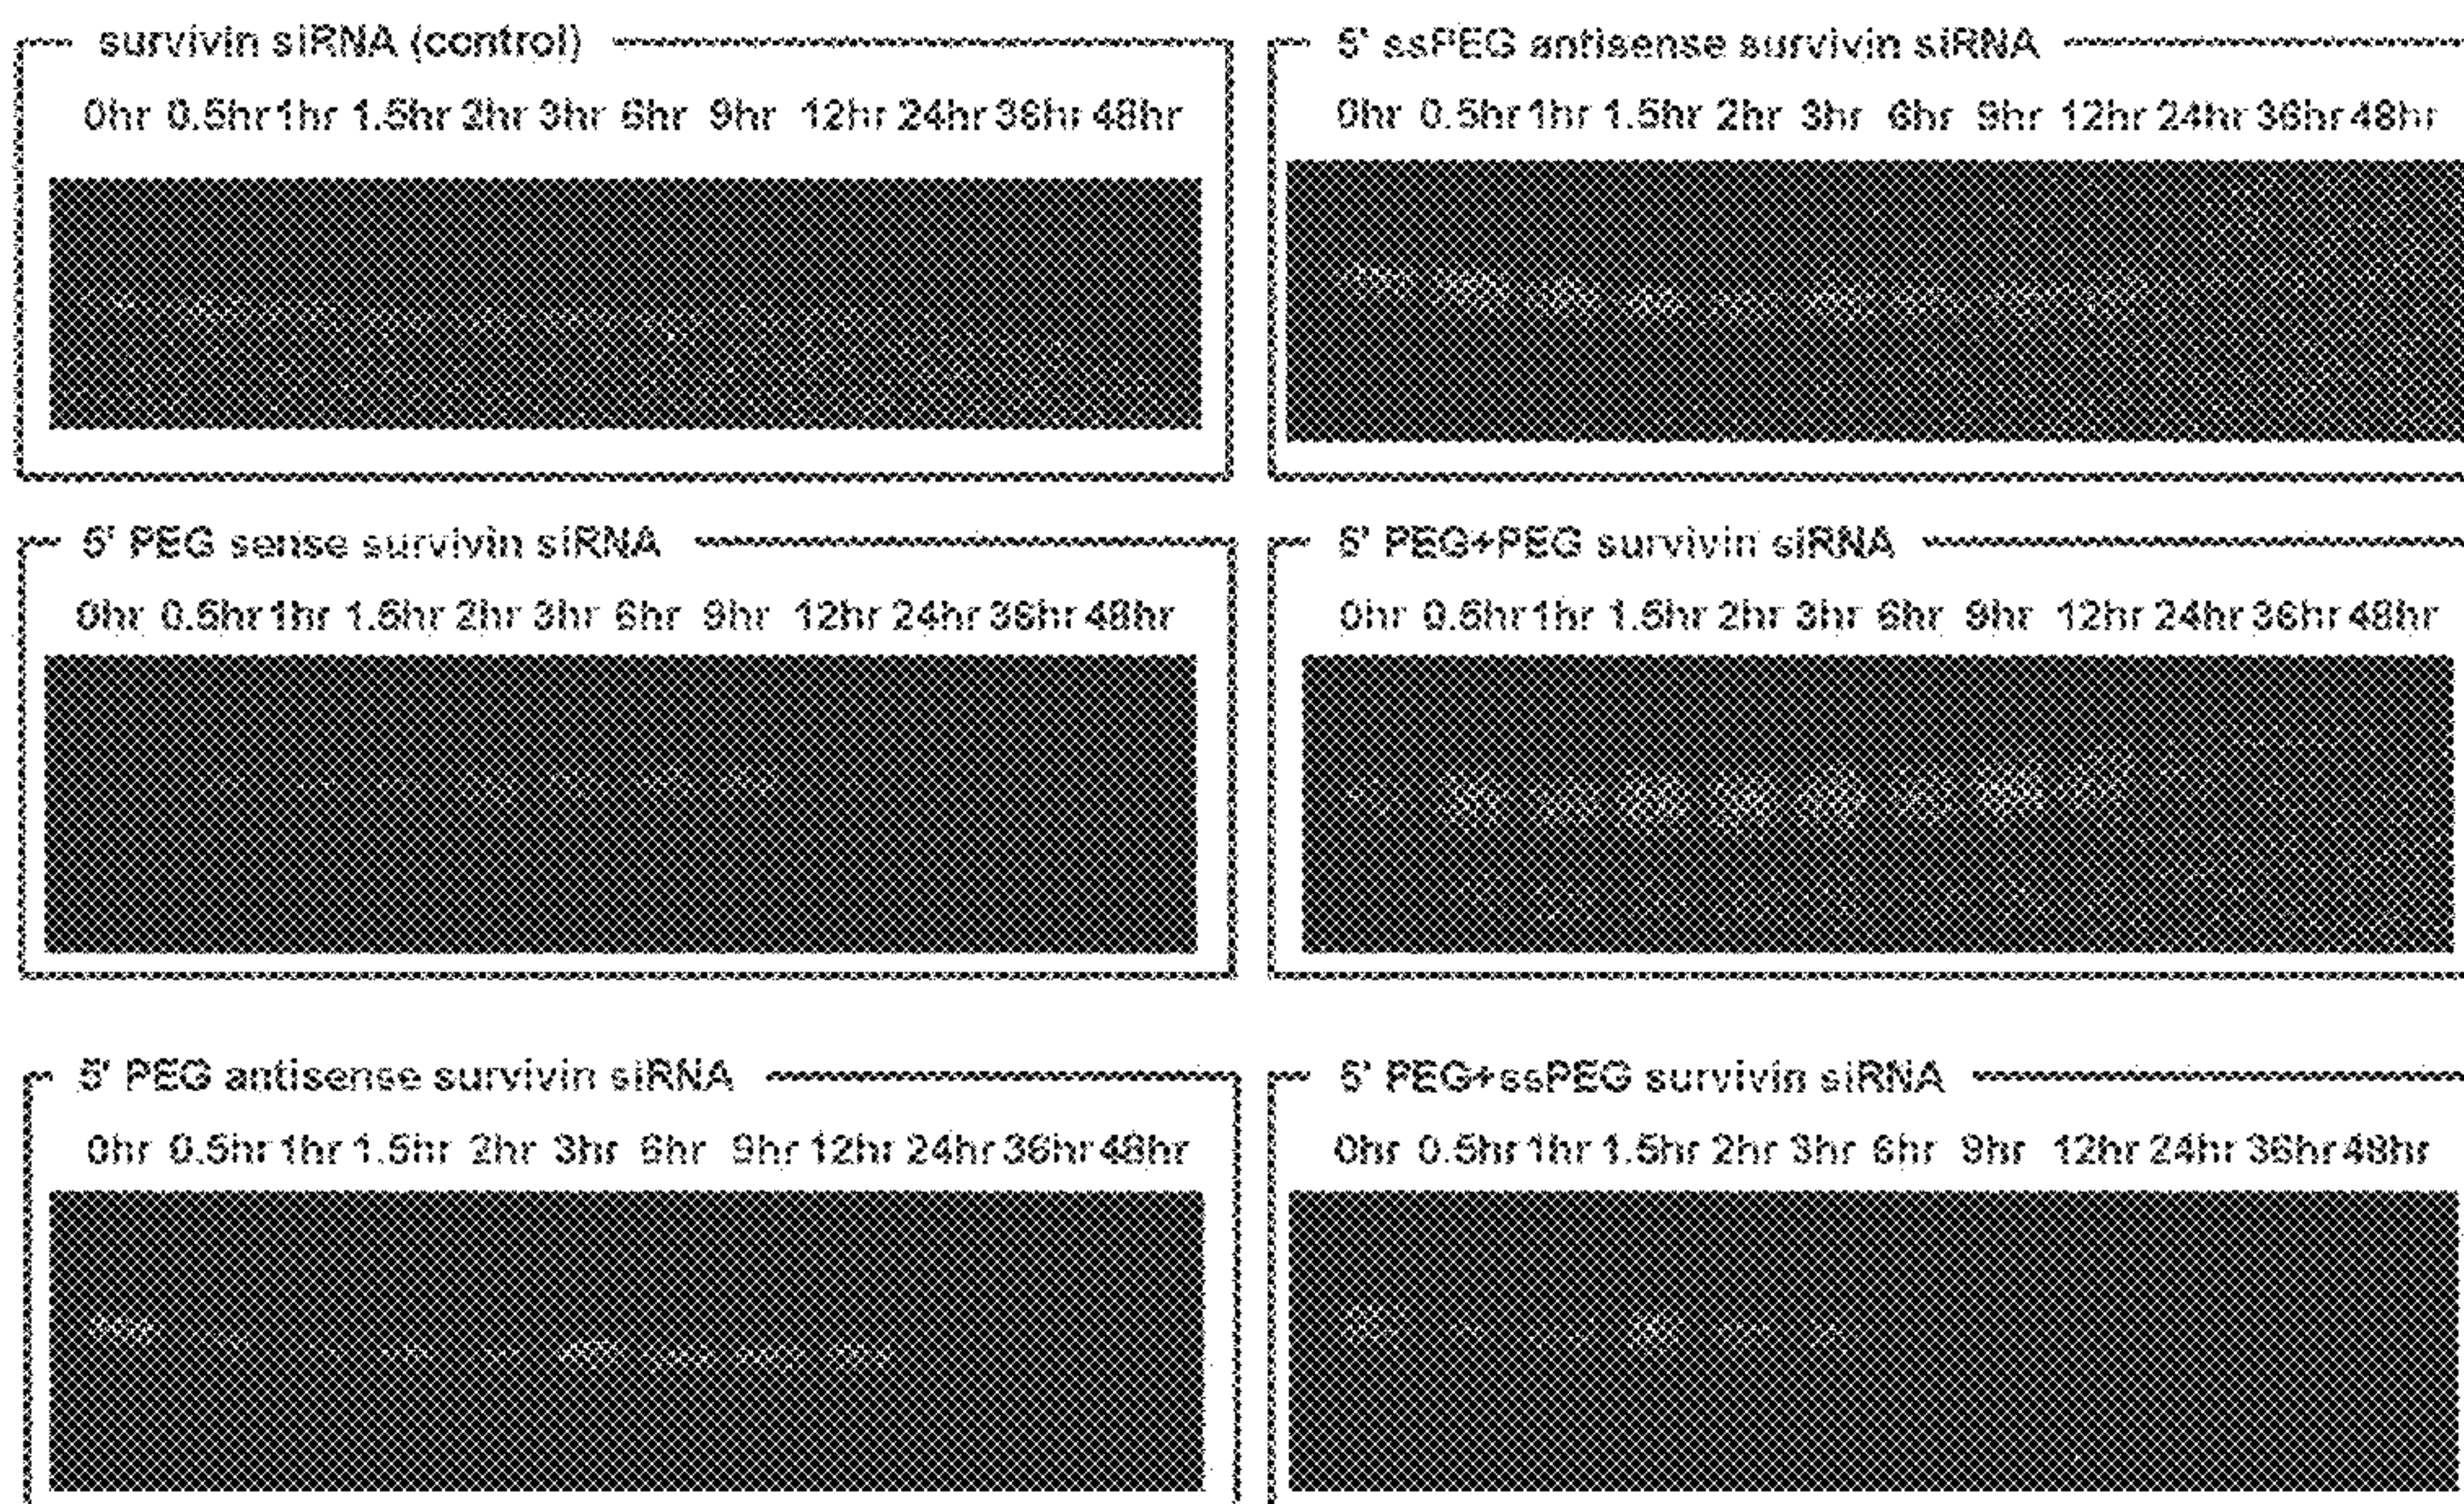 survivin siRNA (control)
0hr 0.5hr 1hr 1.5hr 2hr 3hr 6hr 9hr 12hr 24hr 36hr 48hr
5' ssPEG antisense survivin siRNA
0hr 0.5hr 1hr 1.5hr 2hr 3hr 6hr 9hr 12hr 24hr 36hr 48hr
5' PEG sense survivin siRNA
0hr 0.5hr 1hr 1.5hr 2hr 3hr 6hr 9hr 12hr 24hr 36hr 48hr
5' PEG+PEG survivin siRNA
0hr 0.5hr 1hr 1.5hr 2hr 3hr 6hr 9hr 12hr 24hr 36hr 48hr
5' PEG antisense survivin siRNA
0hr 0.5hr 1hr 1.5hr 2hr 3hr 6hr 9hr 12hr 24hr 36hr 48hr
5' PEG+ssPEG survivin siRNA
0hr 0.5hr 1hr 1.5hr 2hr 3hr 6hr 9hr 12hr 24hr 36hr 48hr